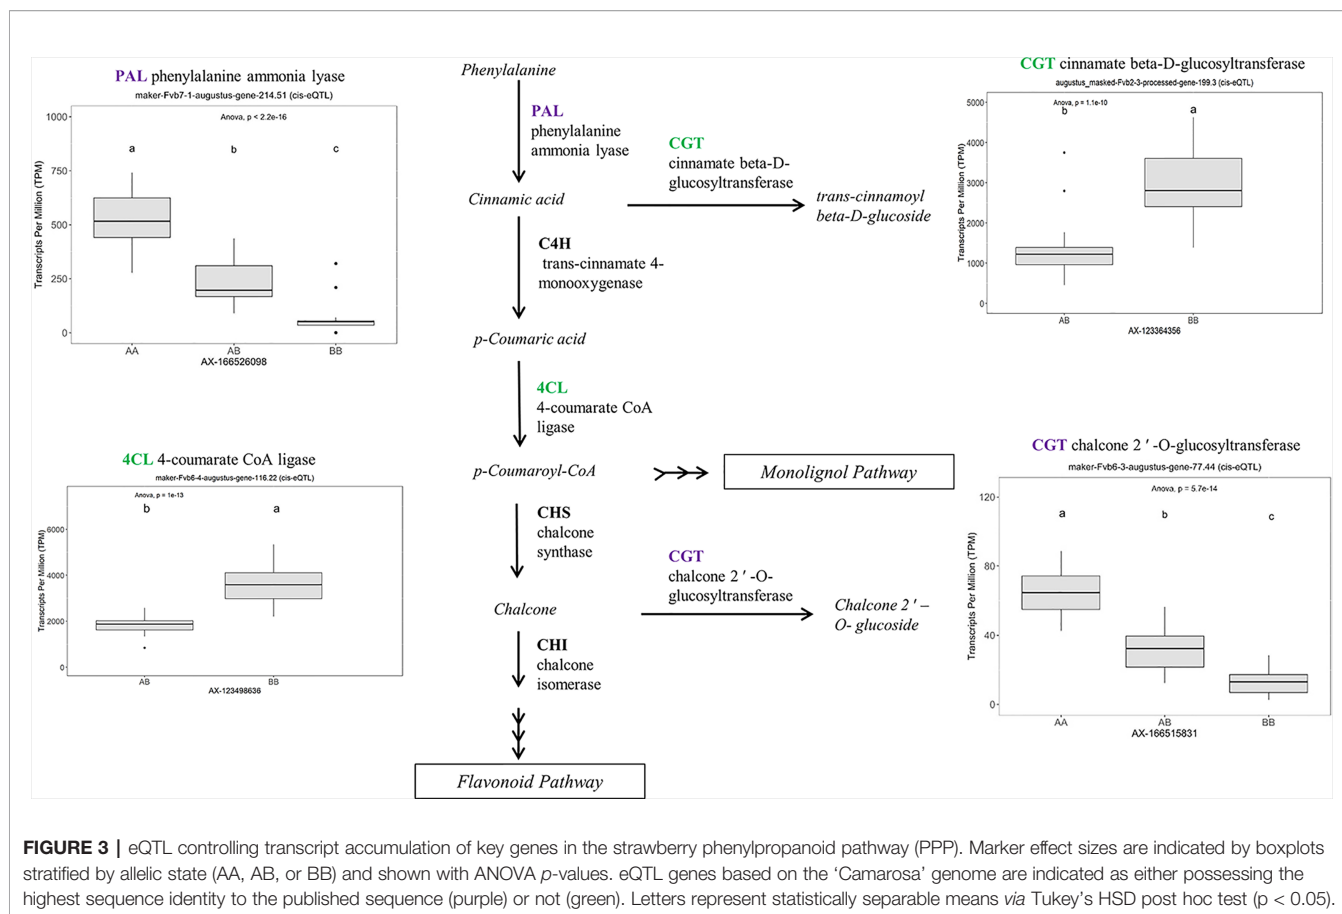 PAL phenylalanine ammonia lyase
maker-Fvb7-1-augustus-gene-214.51 (cis-eQTL)
Anova, p < 2.2e-16
a
b
c
Transcripts Per Million (TPM)
1000
750
500
250
0
AA
AB
BB
AX-166526098
Phenylalanine
PAL
phenylalanine
ammonia lyase
CGT
cinnamate beta-D-
glucosyltransferase
Cinnamic acid
trans-cinnamoyl
beta-D-glucoside
C4H
trans-cinnamate 4-
monooxygenase
p-Coumaric acid
4CL
4-coumarate CoA
ligase
p-Coumaroyl-CoA
Monolignol Pathway
CHS
chalcone
synthase
CGT
chalcone 2 ′ -O-
glucosyltransferase
Chalcone
Chalcone 2′ –
O- glucoside
CHI
chalcone
isomerase
Flavonoid Pathway
CGT cinnamate beta-D-glucosyltransferase
augustus_masked-Fvb2-3-processed-gene-199.3 (cis-eQTL)
Anova, p = 1.1e-10
b
a
Transcripts Per Million (TPM)
5000
4000
3000
2000
1000
0
AB
BB
AX-123364356
4CL 4-coumarate CoA ligase
maker-Fvb6-4-augustus-gene-116.22 (cis-eQTL)
Anova, p = 1e-13
b
a
Transcripts Per Million (TPM)
6000
4000
2000
0
AB
BB
AX-123498636
CGT chalcone 2 ′ -O-glucosyltransferase
maker-Fvb6-3-augustus-gene-77.44 (cis-eQTL)
Anova, p = 5.7e-14
a
b
c
Transcripts Per Million (TPM)
120
80
40
0
AA
AB
BB
AX-166515831
FIGURE 3 | eQTL controlling transcript accumulation of key genes in the strawberry phenylpropanoid pathway (PPP). Marker effect sizes are indicated by boxplots
stratified by allelic state (AA, AB, or BB) and shown with ANOVA p-values. eQTL genes based on the ‘Camarosa’ genome are indicated as either possessing the
highest sequence identity to the published sequence (purple) or not (green). Letters represent statistically separable means via Tukey’s HSD post hoc test (p < 0.05).